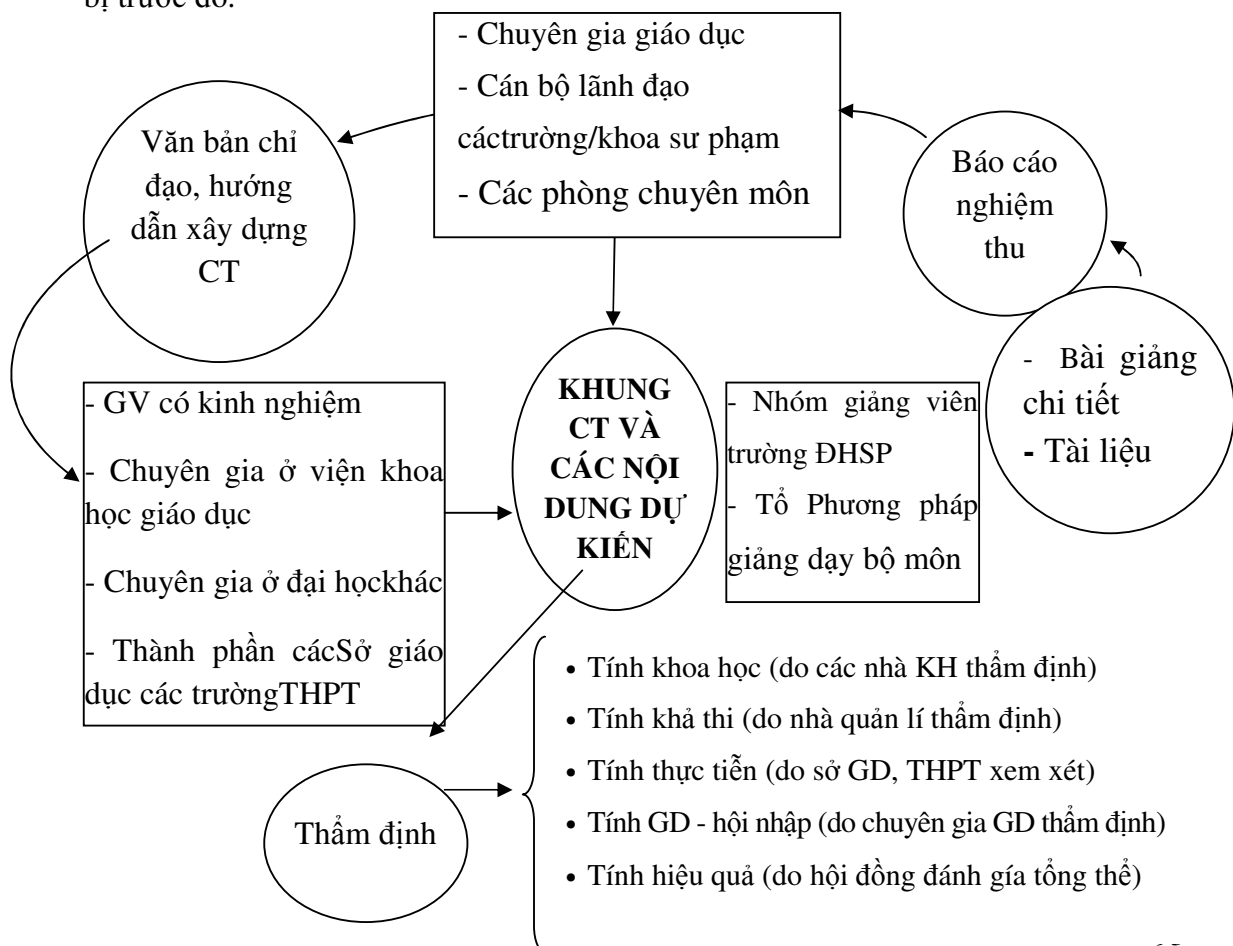 bị trước đó.
- Chuyên gia giáo dục
- Cán bộ lãnh đạo
cáctrường/khoa sư phạm
- Các phòng chuyên môn
Văn bản chỉ
đạo, hướng
dẫn xây dựng
CT
Báo cáo
nghiệm
thu
- Bài giảng
chi tiết
- Tài liệu
- GV có kinh nghiệm
- Chuyên gia ở viện khoa
học giáo dục
- Chuyên gia ở đại họckhác
- Thành phần cácSở giáo
dục các trườngTHPT
KHUNG
CT VÀ
CÁC NỘI
DUNG DỰ
KIẾN
- Nhóm giảng viên
trường ĐHSP
- Tổ Phương pháp
giảng dạy bộ môn
Thẩm định
• Tính khoa học (do các nhà KH thẩm định)
• Tính khả thi (do nhà quản lí thẩm định)
• Tính thực tiễn (do sở GD, THPT xem xét)
• Tính GD - hội nhập (do chuyên gia GD thẩm định)
• Tính hiệu quả (do hội đồng đánh gía tổng thể)